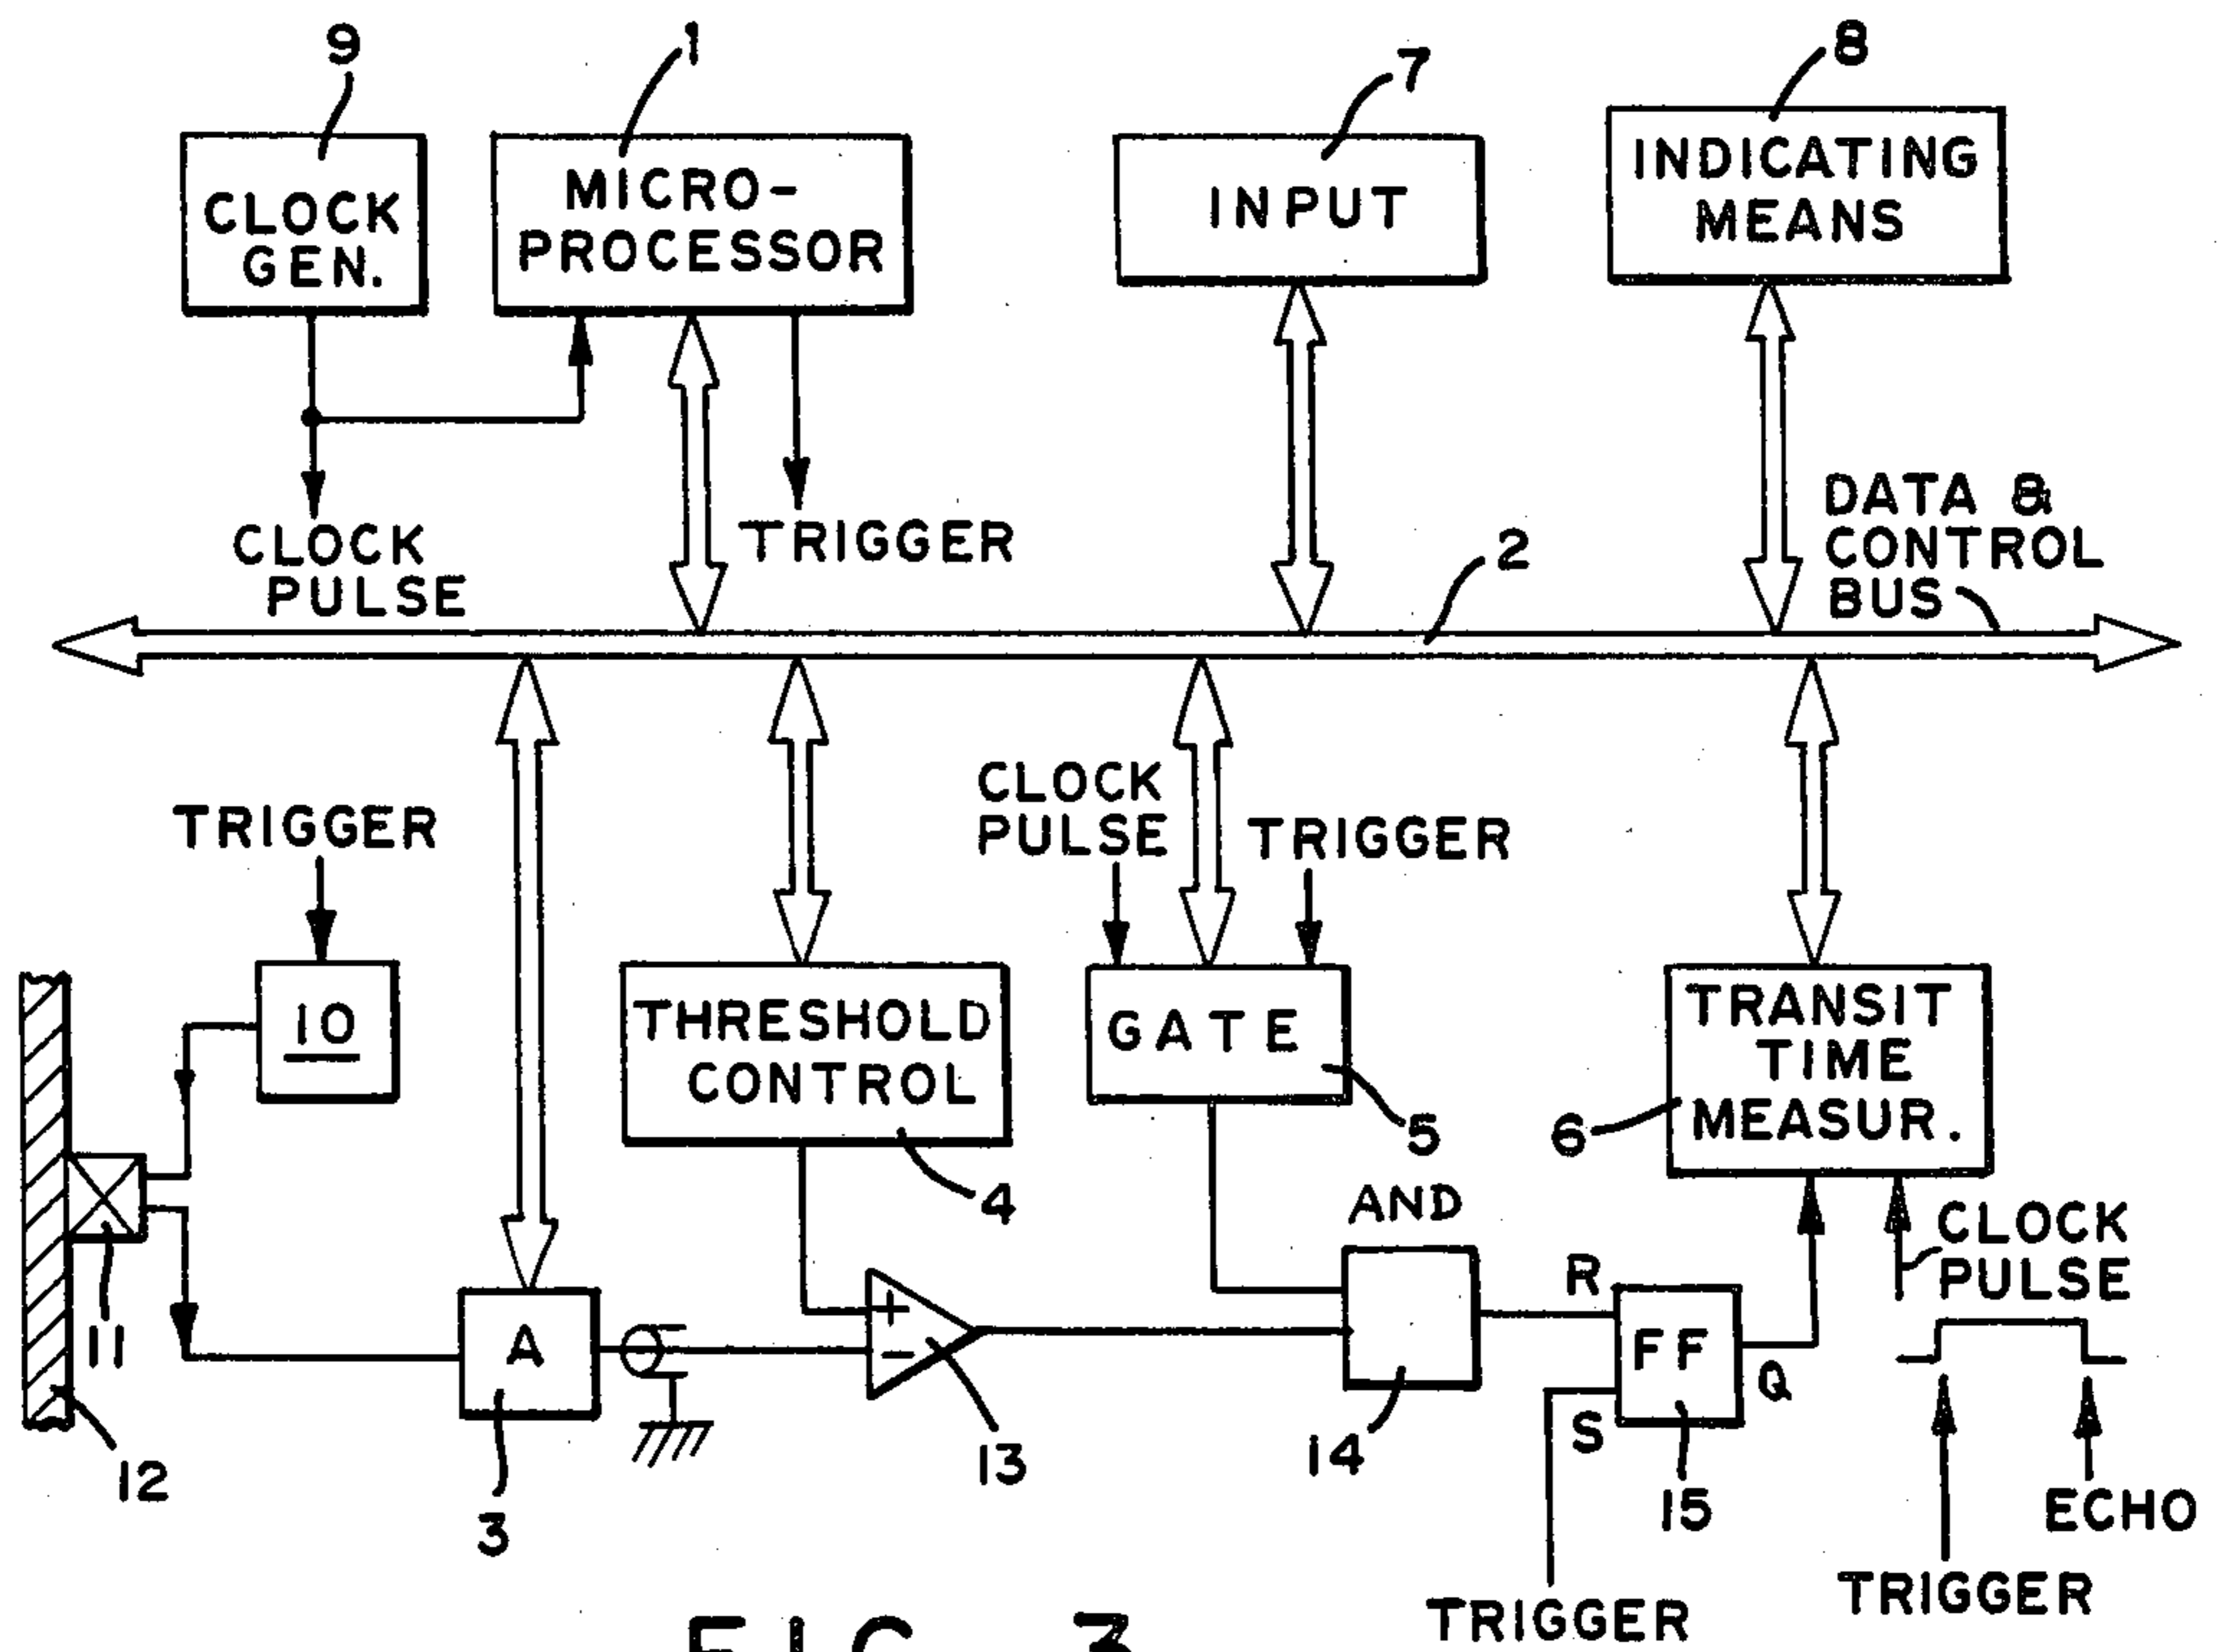 9
1
7
8
CLOCK
GEN.
MICRO-
PROCESSOR
INPUT
INDICATING
MEANS
CLOCK
PULSE
TRIGGER
2
DATA &
CONTROL
BUS
TRIGGER
CLOCK
PULSE
TRIGGER
10
THRESHOLD
CONTROL
GATE
TRANSIT
TIME
MEASUR.
4
5
6
AND
CLOCK
PULSE
11
A
+
-
R
FF
S
Q
12
3
13
14
15
ECHO
TRIGGER
TRIGGER
FIG. 3